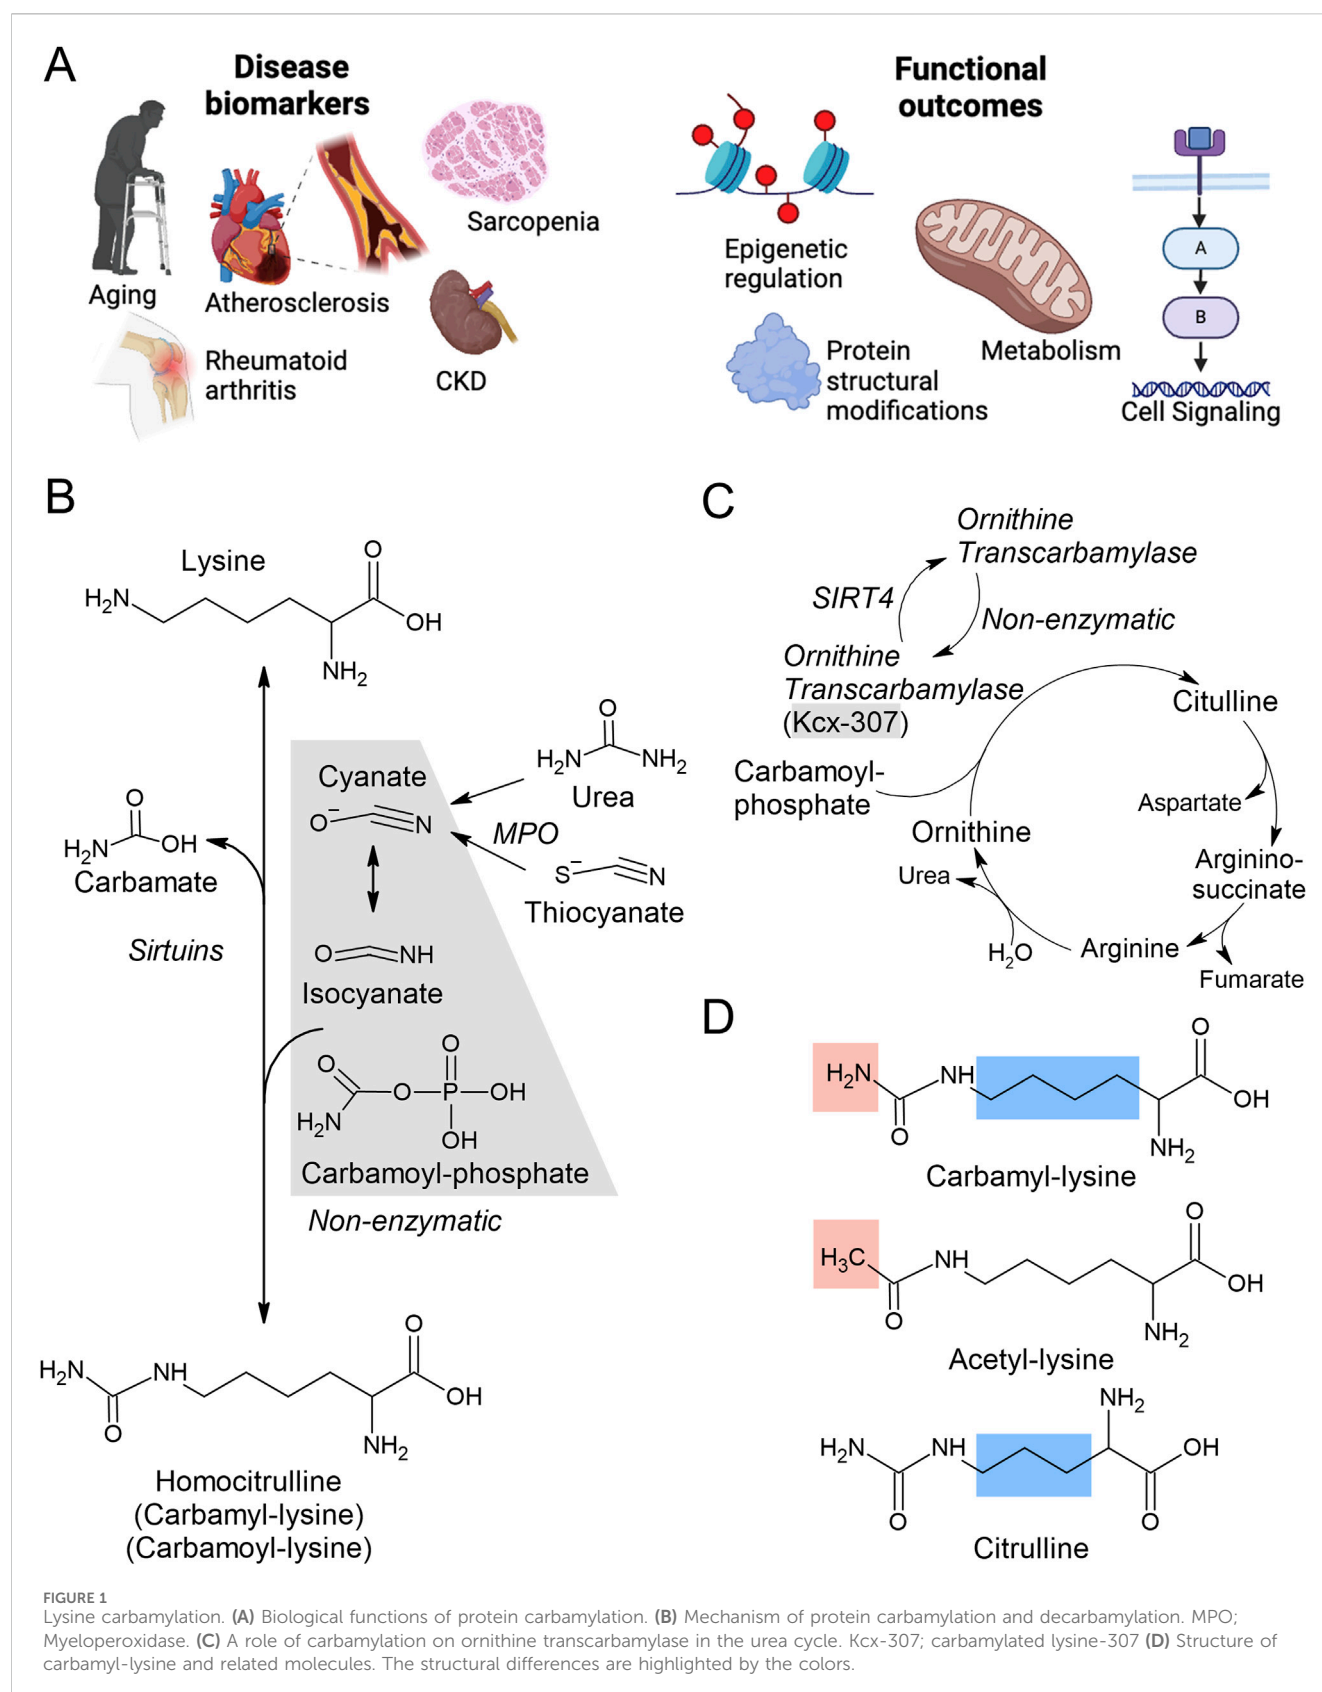 A
Disease
biomarkers
Aging
Atherosclerosis
Sarcopenia
Rheumatoid
arthritis
CKD
Functional
outcomes
Epigenetic
regulation
Protein
structural
modifications
Metabolism
A
B
Cell Signaling
B
Lysine
H₂N
O
OH
NH₂
O
H₂N
OH
Carbamate
Sirtuins
Cyanate
O⁻
N
O
NH
Isocyanate
O
H₂N
O
O
P
OH
OH
Carbamoyl-phosphate
Non-enzymatic
O
H₂N
NH₂
Urea
MPO
S⁻
N
Thiocyanate
H₂N
O
NH
O
OH
NH₂
Homocitrulline
(Carbamyl-lysine)
(Carbamoyl-lysine)
C
Ornithine
Transcarbamylase
SIRT4
Non-enzymatic
Ornithine
Transcarbamylase
(Kcx-307)
Carbamoyl-
phosphate
Citulline
Aspartate
Arginino-
succinate
Fumarate
Arginine
H₂O
Urea
Ornithine
D
H₂N
O
NH
O
OH
NH₂
Carbamyl-lysine
H₃C
O
NH
O
OH
NH₂
Acetyl-lysine
H₂N
O
NH
NH₂
OH
O
Citrulline
FIGURE 1
Lysine carbamylation. (A) Biological functions of protein carbamylation. (B) Mechanism of protein carbamylation and decarbamylation. MPO;
Myeloperoxidase. (C) A role of carbamylation on ornithine transcarbamylase in the urea cycle. Kcx-307; carbamylated lysine-307 (D) Structure of
carbamyl-lysine and related molecules. The structural differences are highlighted by the colors.